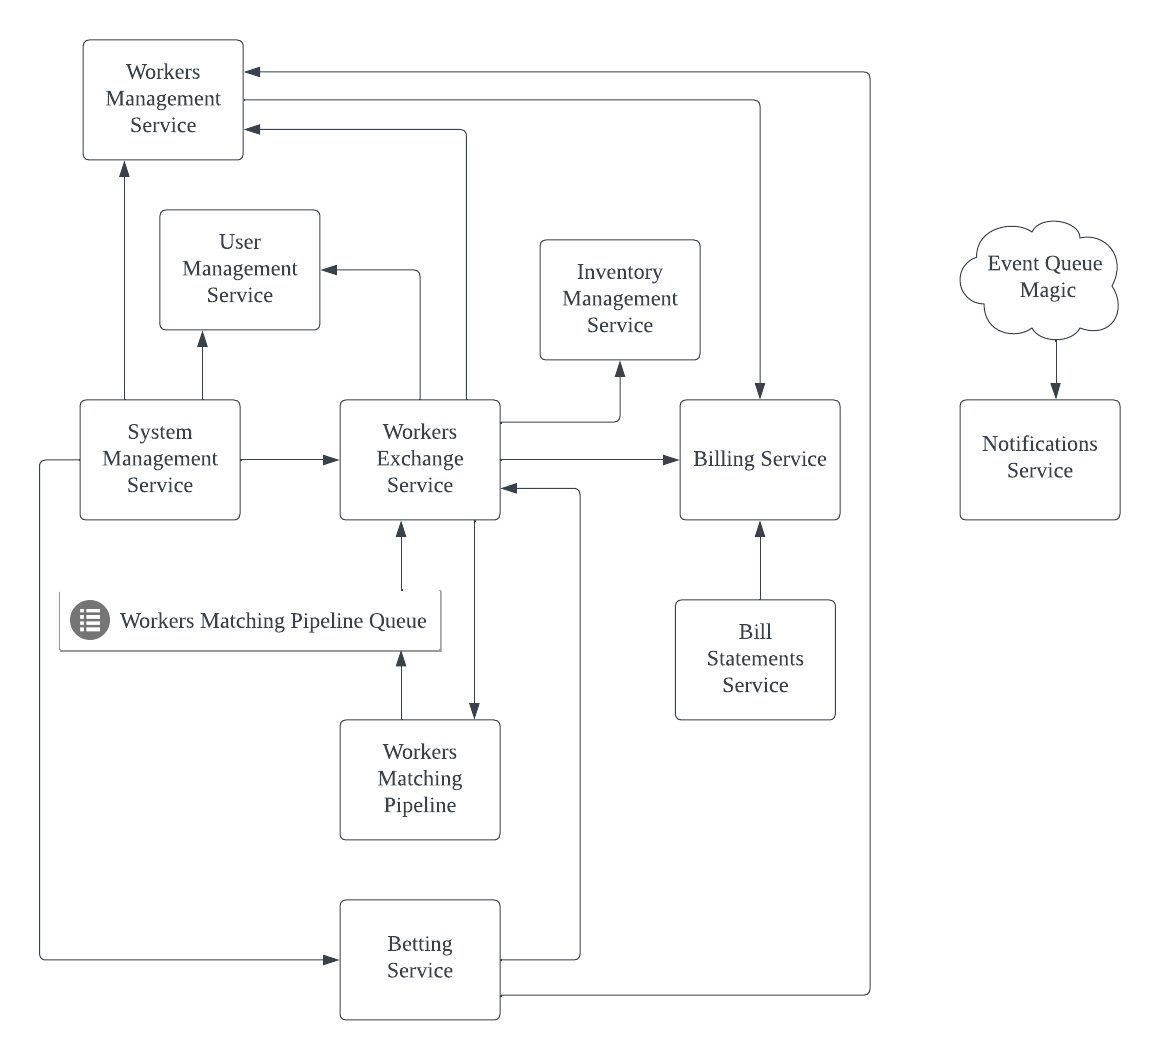 Workers
Management
Service
User
Management
Service
Inventory
Management
Service
Event Queue
Magic
System
Management
Service
Workers
Exchange
Service
Billing Service
Notifications
Service
Workers Matching Pipeline Queue
Bill
Statements
Service
Workers
Matching
Pipeline
Betting
Service